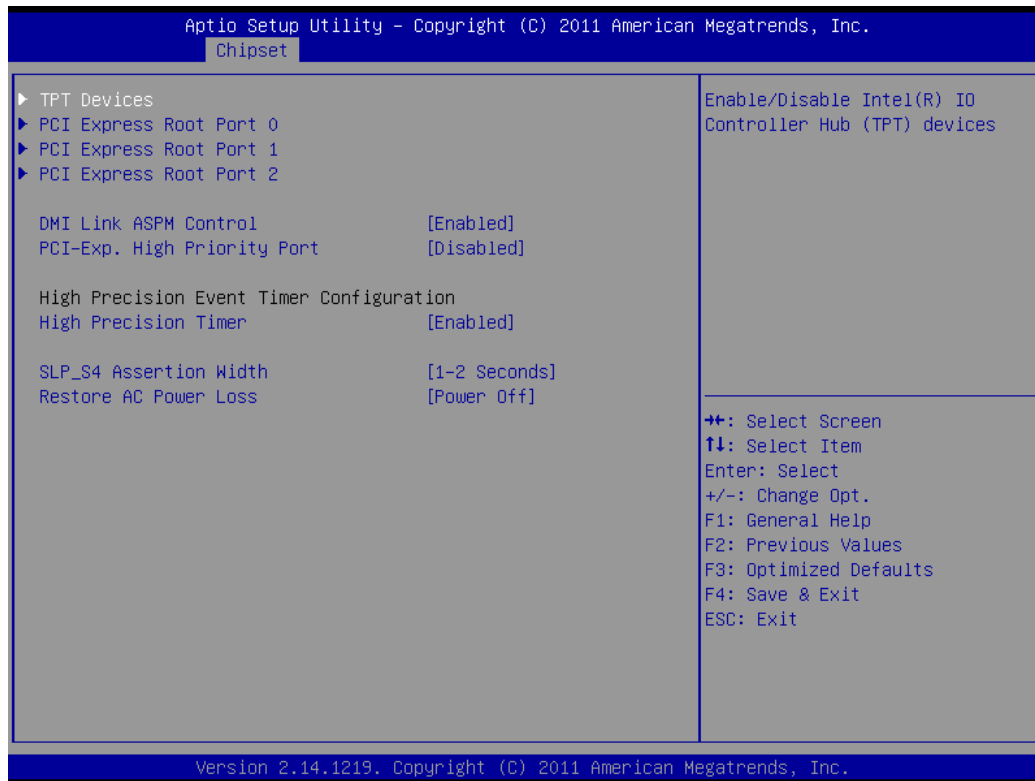 Aptio Setup Utility – Copyright (C) 2011 American Megatrends, Inc.
Chipset
TPT Devices
PCI Express Root Port 0
PCI Express Root Port 1
PCI Express Root Port 2
DMI Link ASPM Control [Enabled]
PCI-Exp. High Priority Port [Disabled]
High Precision Event Timer Configuration
High Precision Timer [Enabled]
SLP_S4 Assertion Width [1-2 Seconds]
Restore AC Power Loss [Power Off]
Enable/Disable Intel(R) IO
Controller Hub (TPT) devices
→←: Select Screen
↑↓: Select Item
Enter: Select
+/-: Change Opt.
F1: General Help
F2: Previous Values
F3: Optimized Defaults
F4: Save & Exit
ESC: Exit
Version 2.14.1219. Copyright (C) 2011 American Megatrends, Inc.